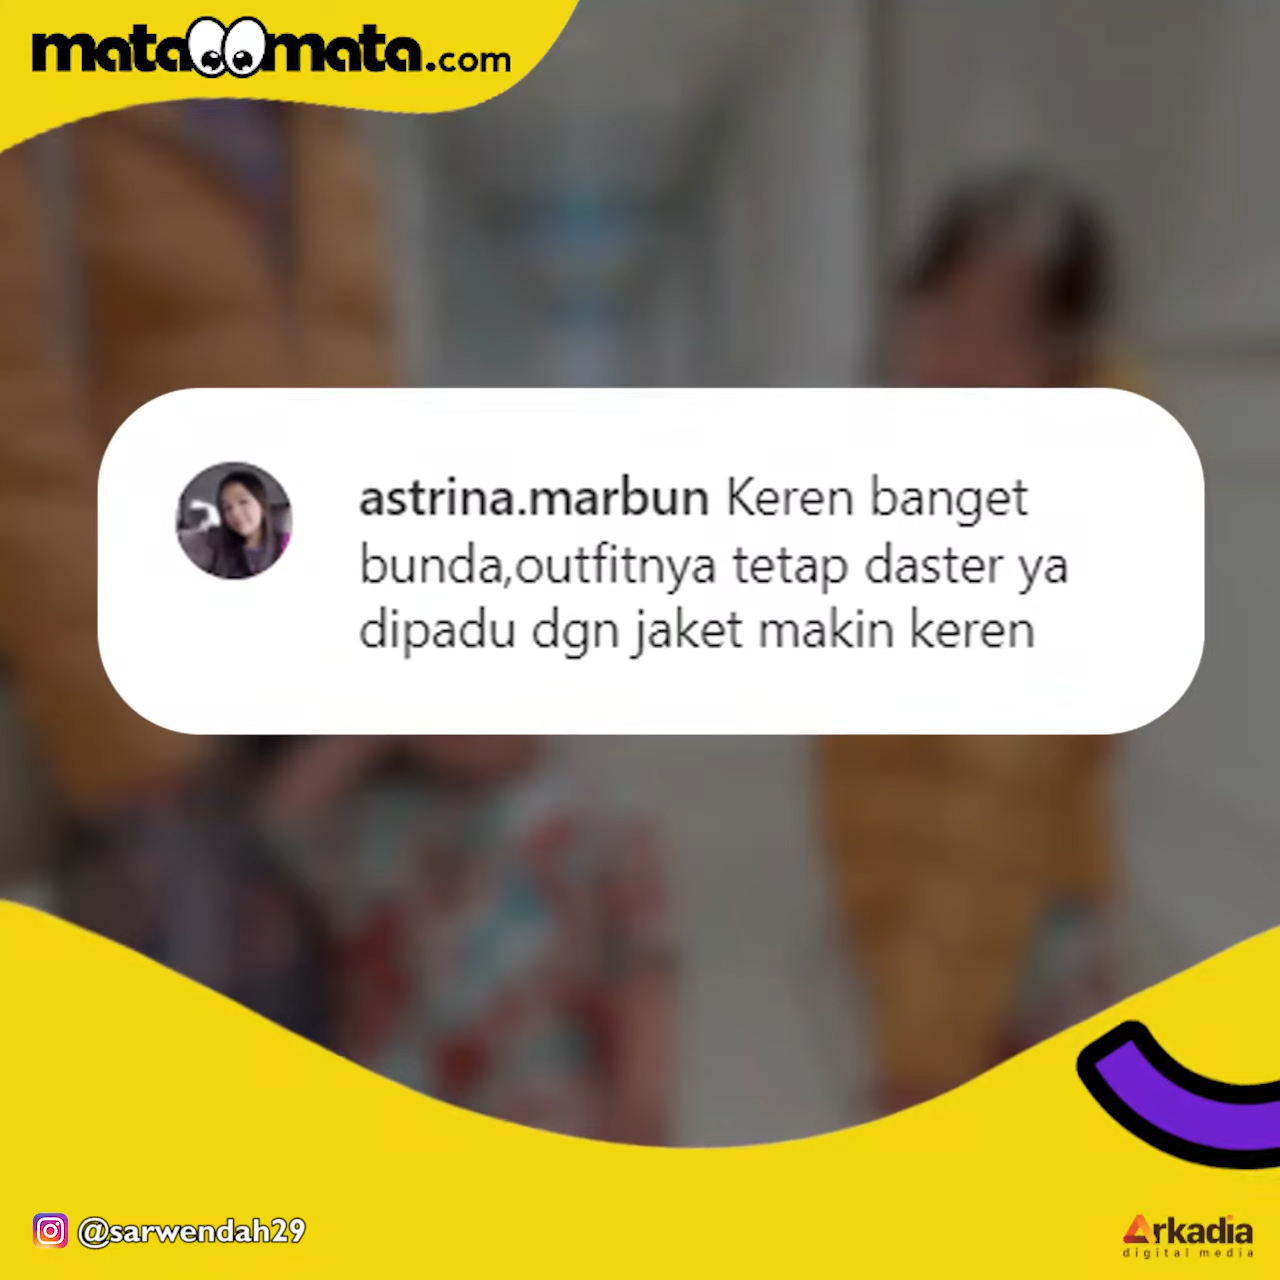 matamata.com
astrina.marbun Keren banget
bunda,outfitnya tetap daster ya
dipadu dgn jaket makin keren
@sarwendah29
Arkadia
digital media